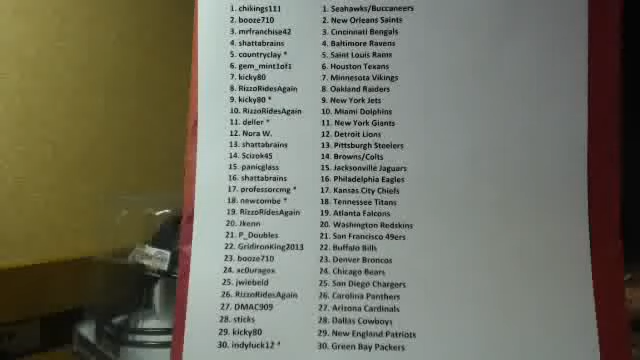 1. chikings111 1. Seahawks/Buccaneers
2. booze710 2. New Orleans Saints
3. mrfranchise42 3. Cincinnati Bengals
4. shattabrains 4. Baltimore Ravens
5. countryclay * 5. Saint Louis Rams
6. gem_mint1of1 6. Houston Texans
7. kicky80 7. Minnesota Vikings
8. RizzoRidesAgain 8. Oakland Raiders
9. kicky80 * 9. New York Jets
10. RizzoRidesAgain 10. Miami Dolphins
11. deller * 11. New York Giants
12. Nora W. 12. Detroit Lions
13. shattabrains 13. Pittsburgh Steelers
14. Scizok45 14. Browns/Colts
15. panicglass 15. Jacksonville Jaguars
16. shattabrains 16. Philadelphia Eagles
17. professorcmg * 17. Kansas City Chiefs
18. newcombe * 18. Tennessee Titans
19. RizzoRidesAgain 19. Atlanta Falcons
20. Jkenn 20. Washington Redskins
21. P_Doubles 21. San Francisco 49ers
22. GridironKing2013 22. Buffalo Bills
23. booze710 23. Denver Broncos
24. xc0uragex 24. Chicago Bears
25. jwiebeld 25. San Diego Chargers
26. RizzoRidesAgain 26. Carolina Panthers
27. DMAC909 27. Arizona Cardinals
28. sticks 28. Dallas Cowboys
29. kicky80 29. New England Patriots
30. indyfuck12 * 30. Green Bay Packers